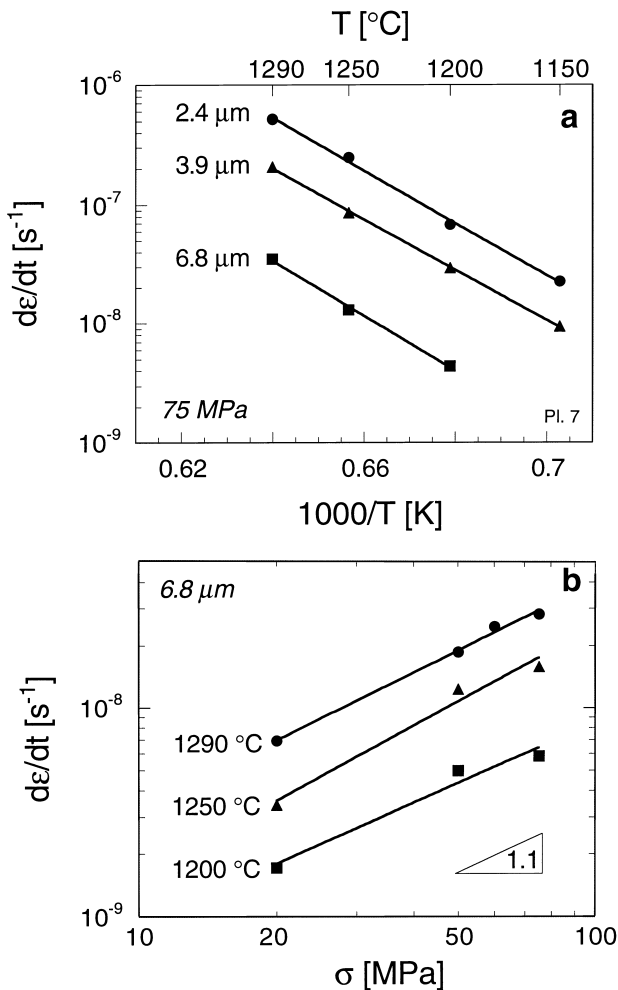 T [°C]
1290 1250 1200 1150
10-6
2.4 μm
a
3.9 μm
10-7
dε/dt [s-1]
6.8 μm
10-8
75 MPa
Pl. 7
10-9
0.62 0.66 0.7
1000/T [K]
6.8 μm
b
dε/dt [s-1]
10-8
1290 °C
1250 °C
1200 °C
1.1
10-9
10 20 50 100
σ [MPa]